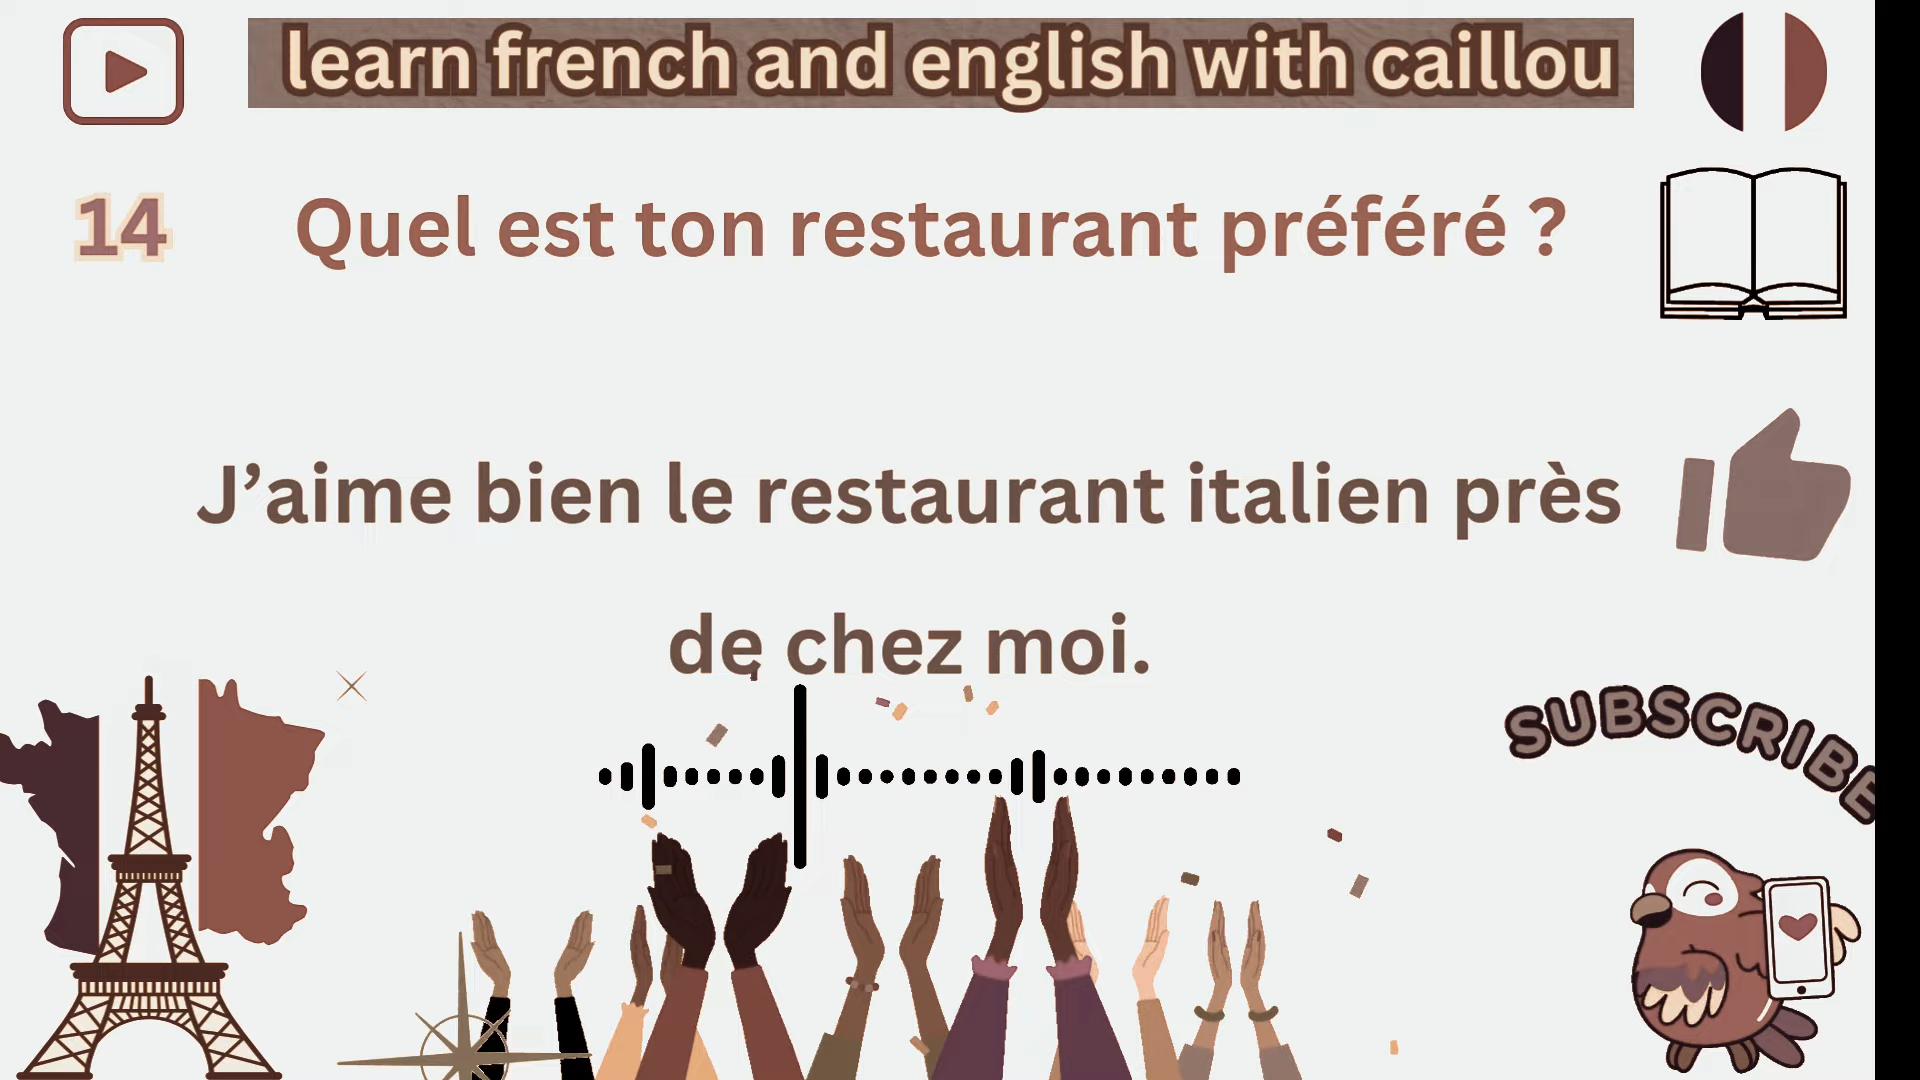 learn french and english with caillou
14
Quel est ton restaurant préféré ?
J’aime bien le restaurant italien près
de chez moi.
SUBSCRIBE